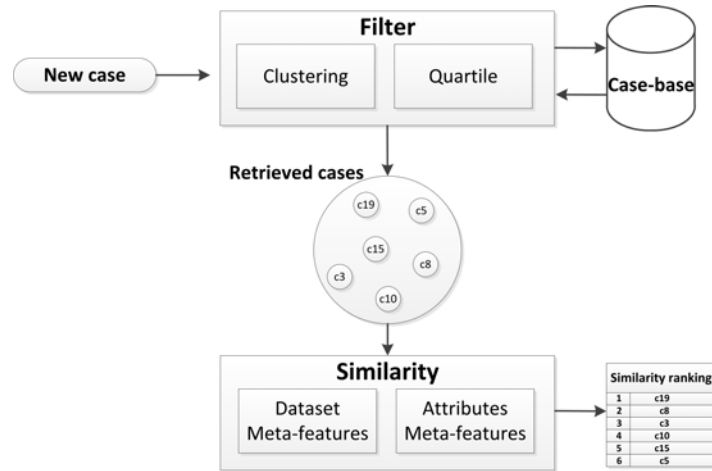 Filter
New case
Clustering
Quartile
Case-base
Retrieved cases
c19
c5
c15
c8
c3
c10
Similarity
Dataset
Meta-features
Attributes
Meta-features
Similarity ranking
1 c19
2 c8
3 c3
4 c10
5 c15
6 c5